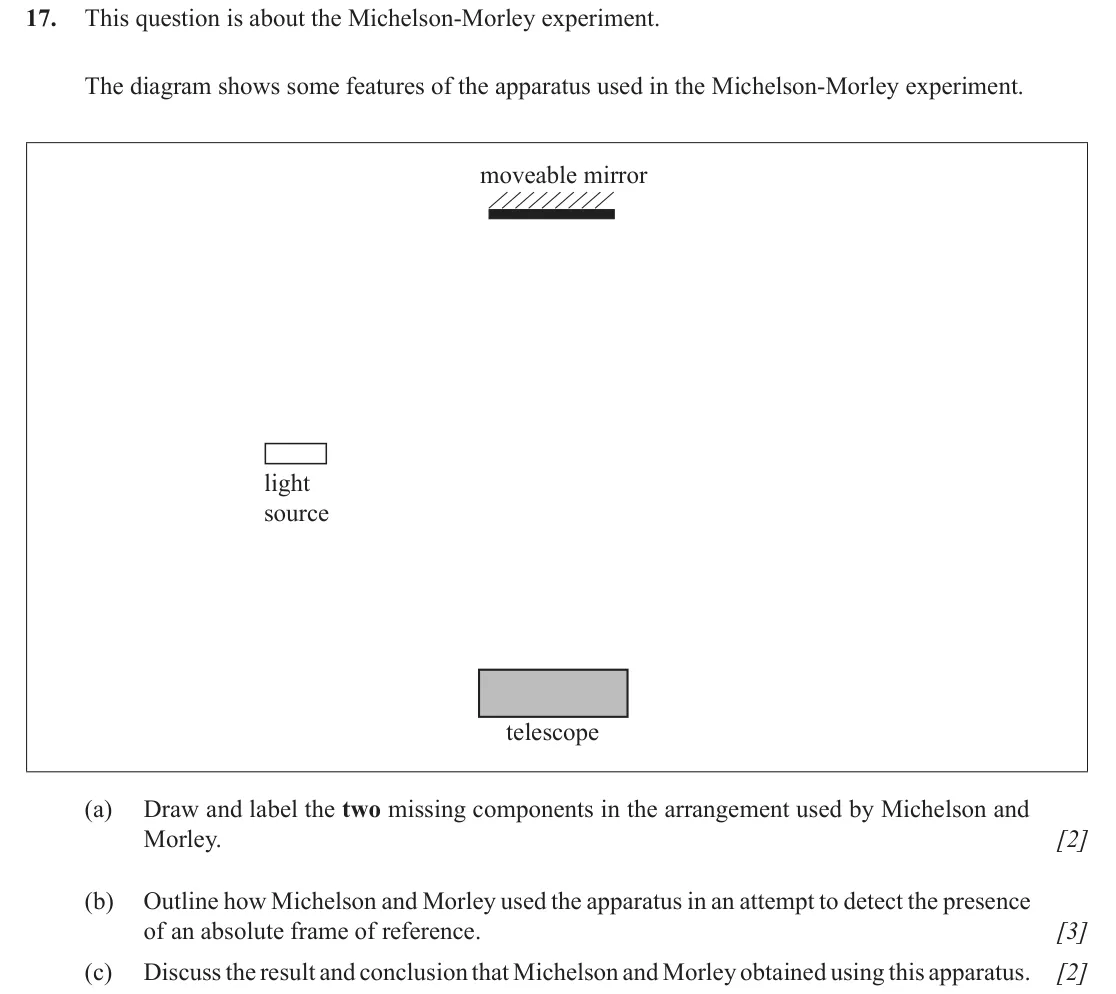 17. This question is about the Michelson-Morley experiment.
The diagram shows some features of the apparatus used in the Michelson-Morley experiment.
moveable mirror
light
source
telescope
(a) Draw and label the two missing components in the arrangement used by Michelson and
Morley. [2]
(b) Outline how Michelson and Morley used the apparatus in an attempt to detect the presence
of an absolute frame of reference. [3]
(c) Discuss the result and conclusion that Michelson and Morley obtained using this apparatus. [2]